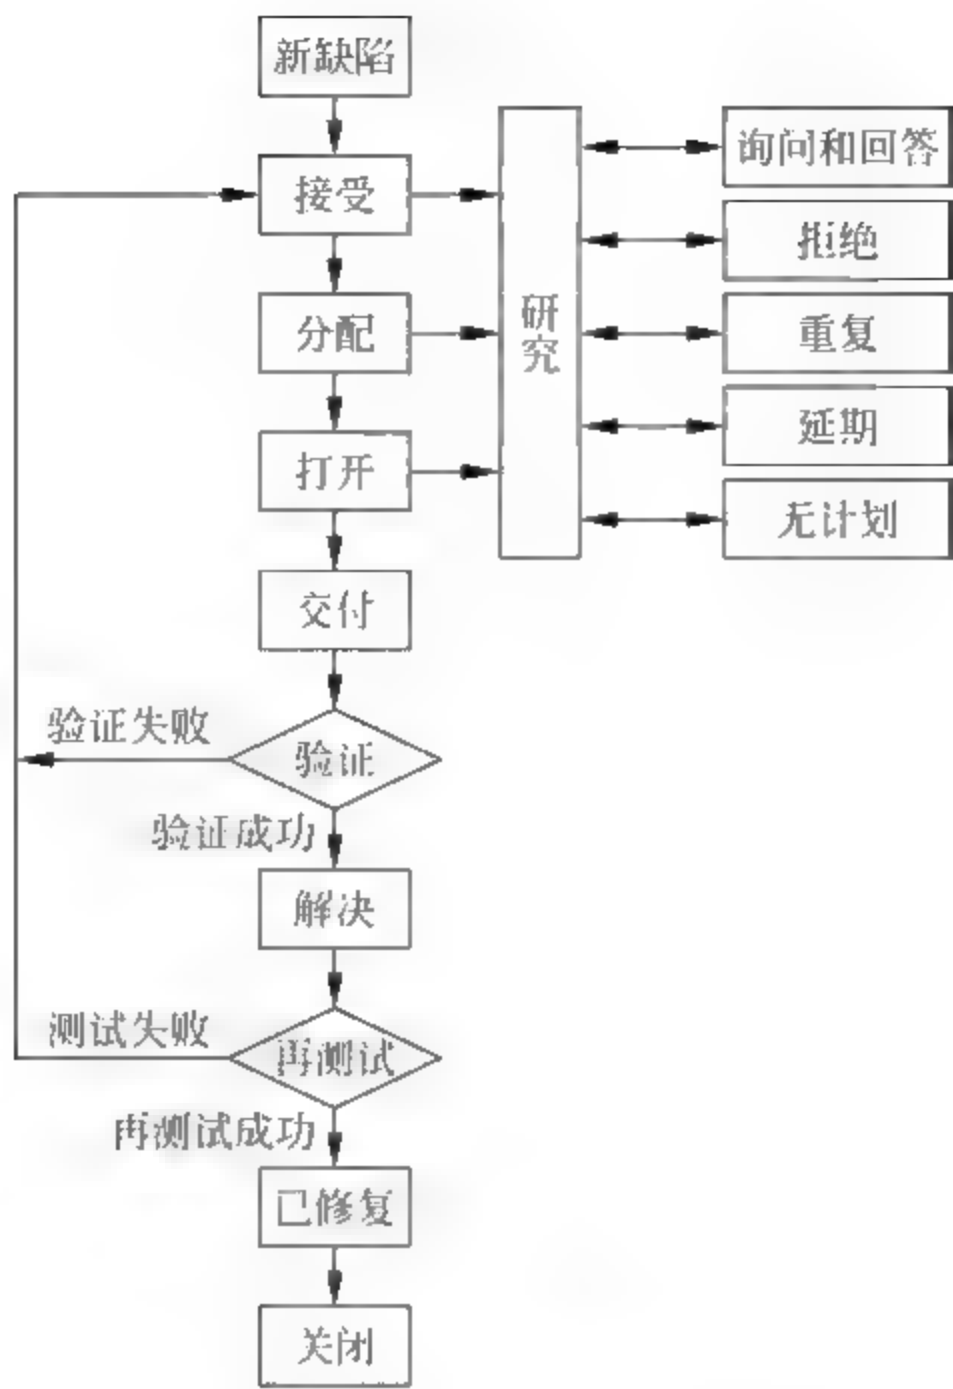 新缺陷
接受
分配
打开
交付
验证失败
验证
验证成功
解决
测试失败
再测试
再测试成功
已修复
关闭
研究
询问和回答
拒绝
重复
延期
无计划